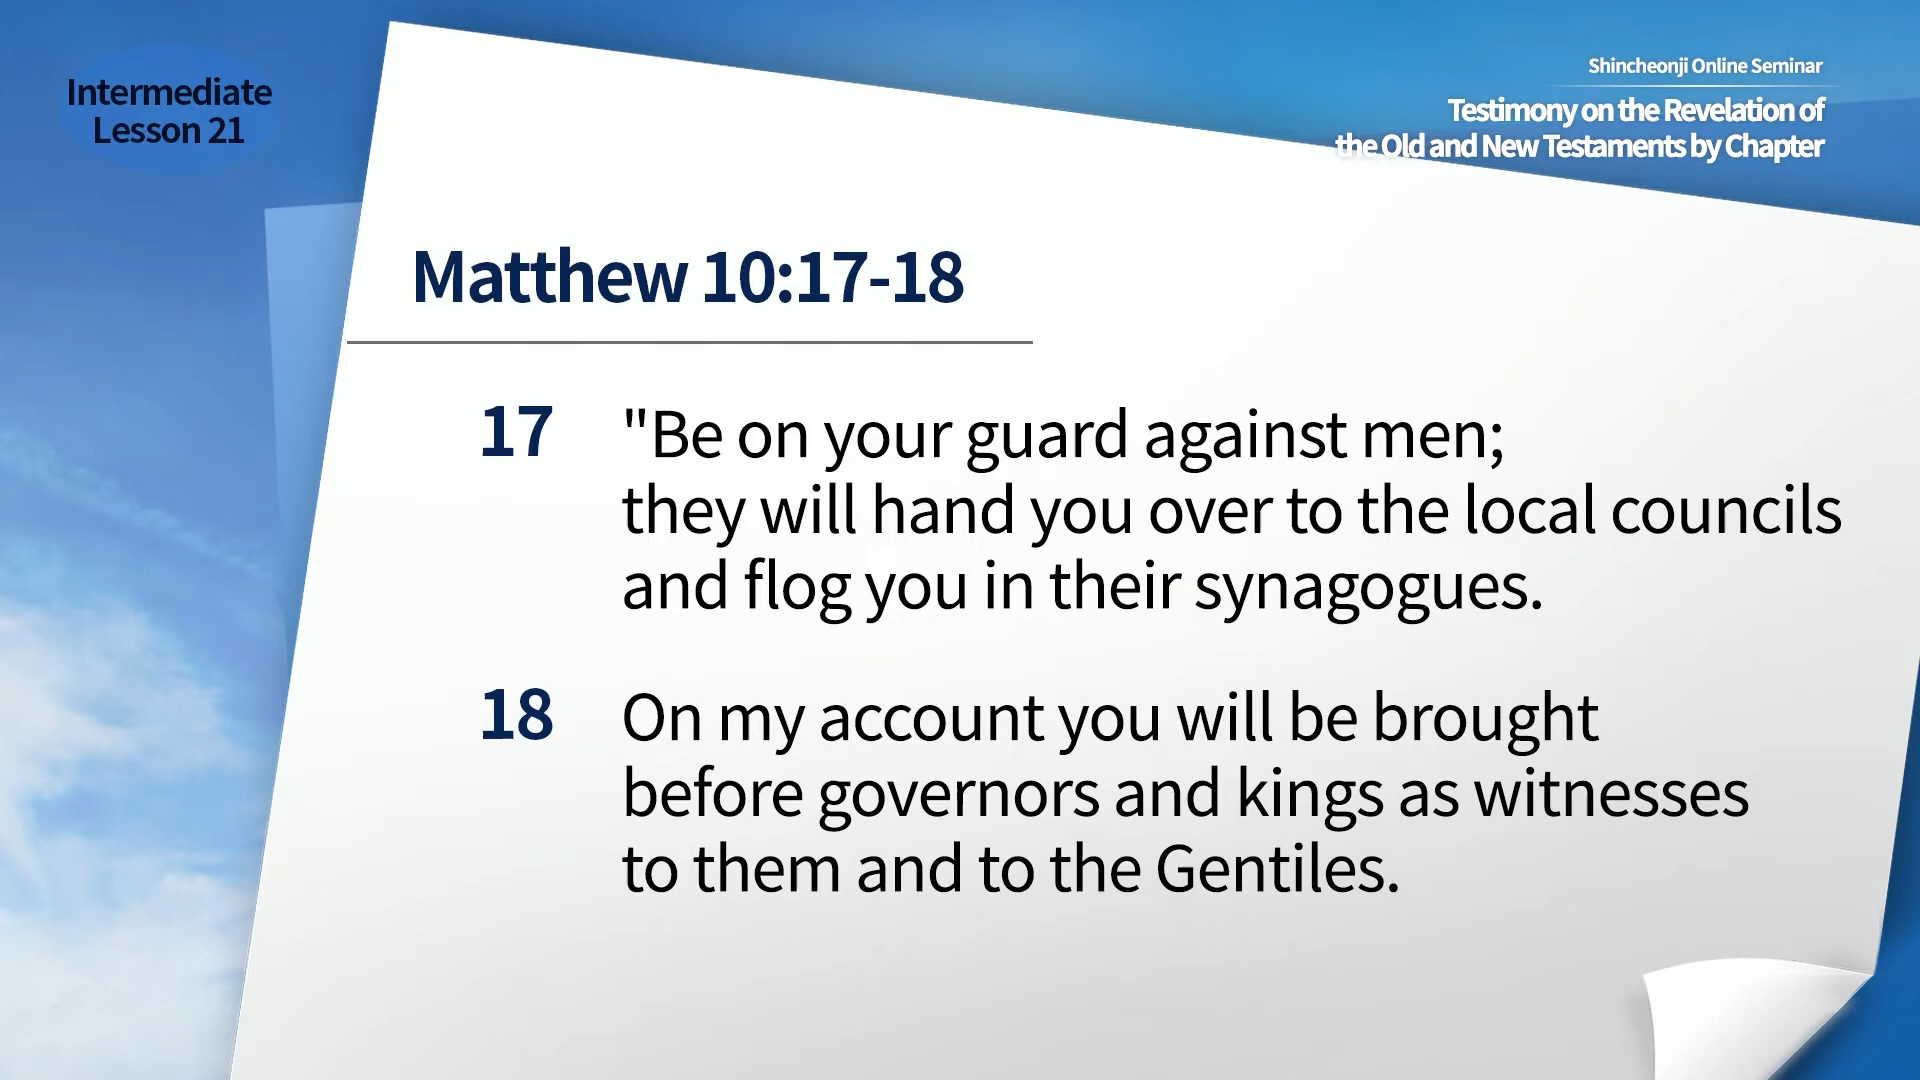 Intermediate
Lesson 21
Shincheonji Online Seminar
Testimony on the Revelation of
the Old and New Testaments by Chapter
Matthew 10:17-18
17 "Be on your guard against men;
they will hand you over to the local councils
and flog you in their synagogues.
18 On my account you will be brought
before governors and kings as witnesses
to them and to the Gentiles.